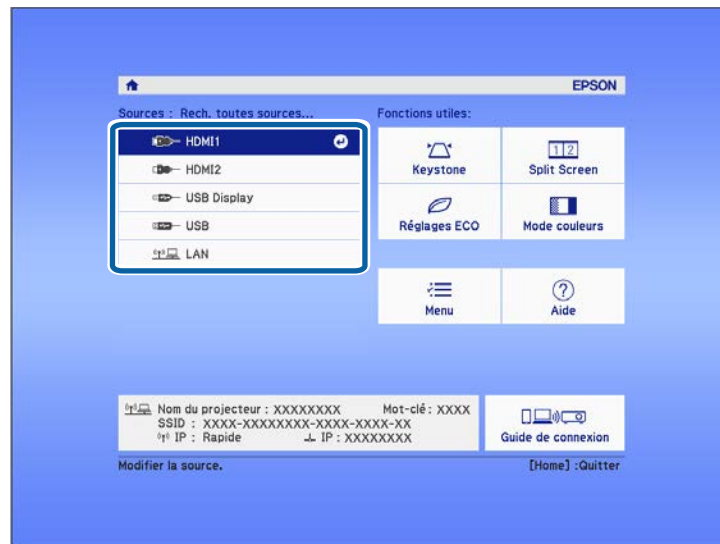 EPSON
Sources : Rech. toutes sources...
HDMI1
HDMI2
USB Display
USB
LAN
Fonctions utiles:
Keystone
1 2
Split Screen
Réglages ECO
Mode couleurs
Menu
?
Aide
Nom du projecteur : XXXXXXXX Mot-clé : XXXX
SSID : XXXX-XXXXXXXX-XXXX-XXXX-XX
IP : Rapide IP : XXXXXXXX
Guide de connexion
Modifier la source.
[Home] :Quitter